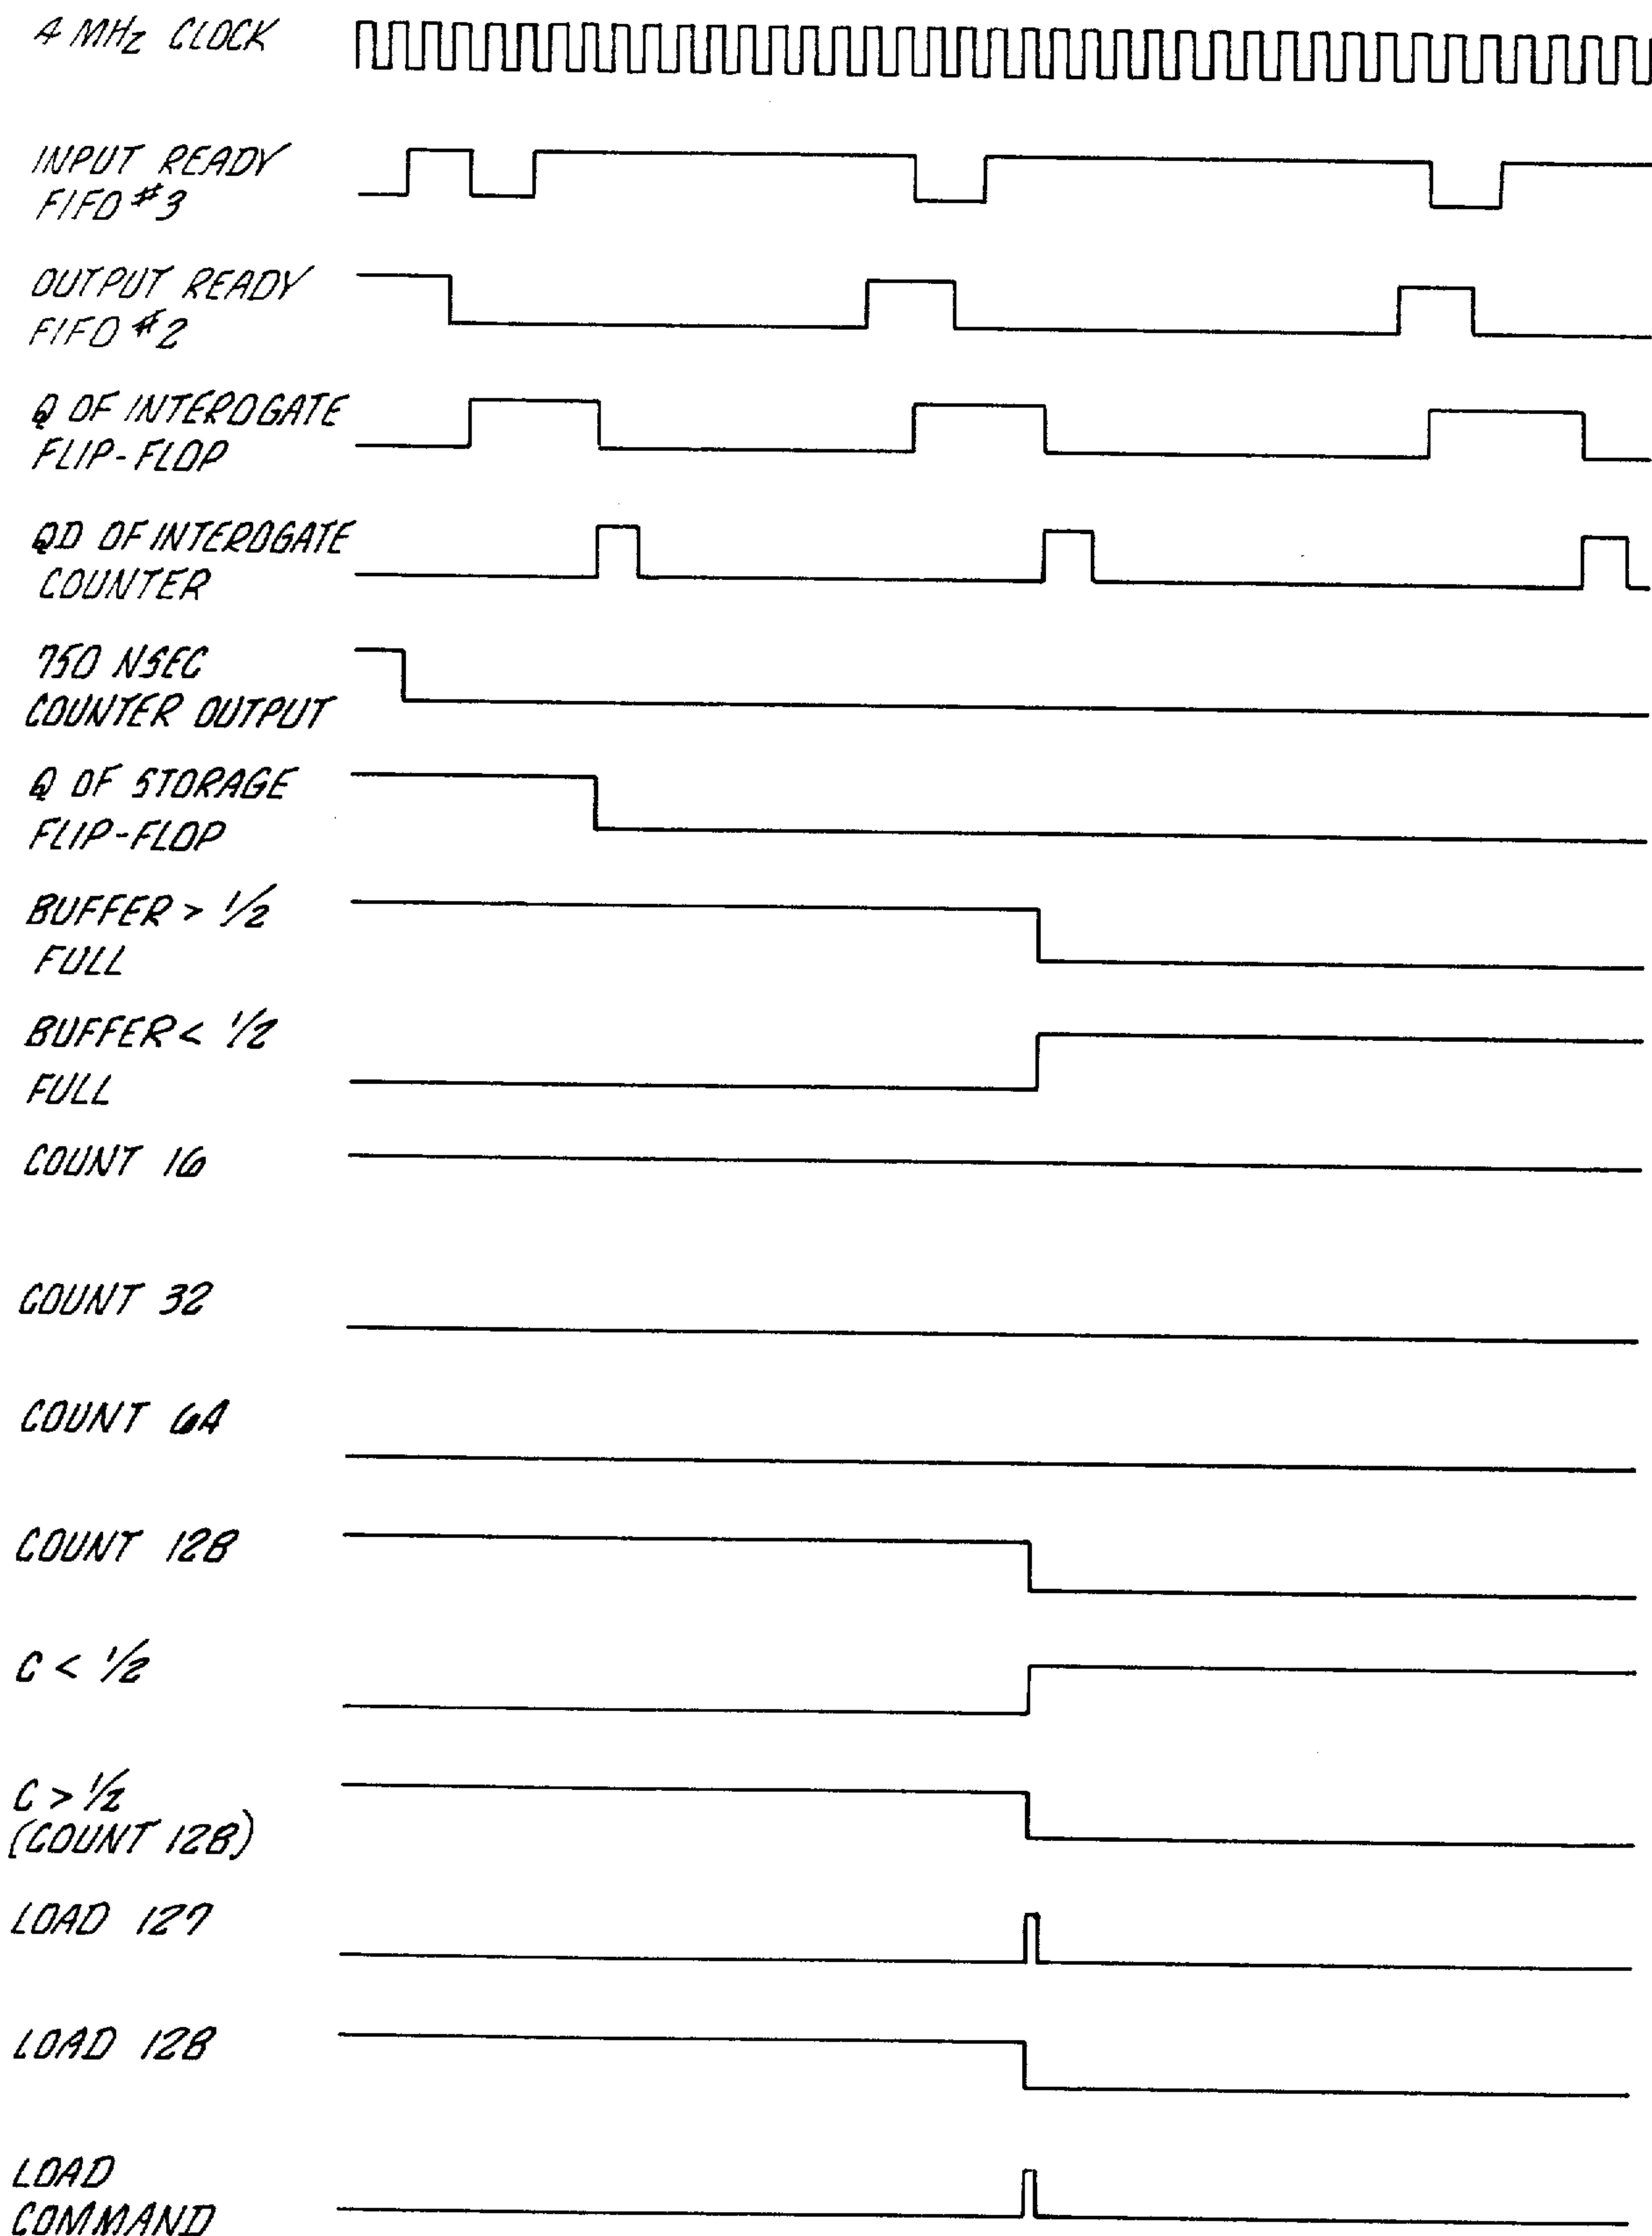 4 MHz CLOCK
INPUT READY
FIFO #3
OUTPUT READY
FIFO #2
Q OF INTEROGATE
FLIP-FLOP
QD OF INTEROGATE
COUNTER
750 NSEC
COUNTER OUTPUT
Q OF STORAGE
FLIP-FLOP
BUFFER > 1/2
FULL
BUFFER < 1/2
FULL
COUNT 16
COUNT 32
COUNT 64
COUNT 128
C < 1/2
C > 1/2
(COUNT 128)
LOAD 127
LOAD 128
LOAD
COMMAND